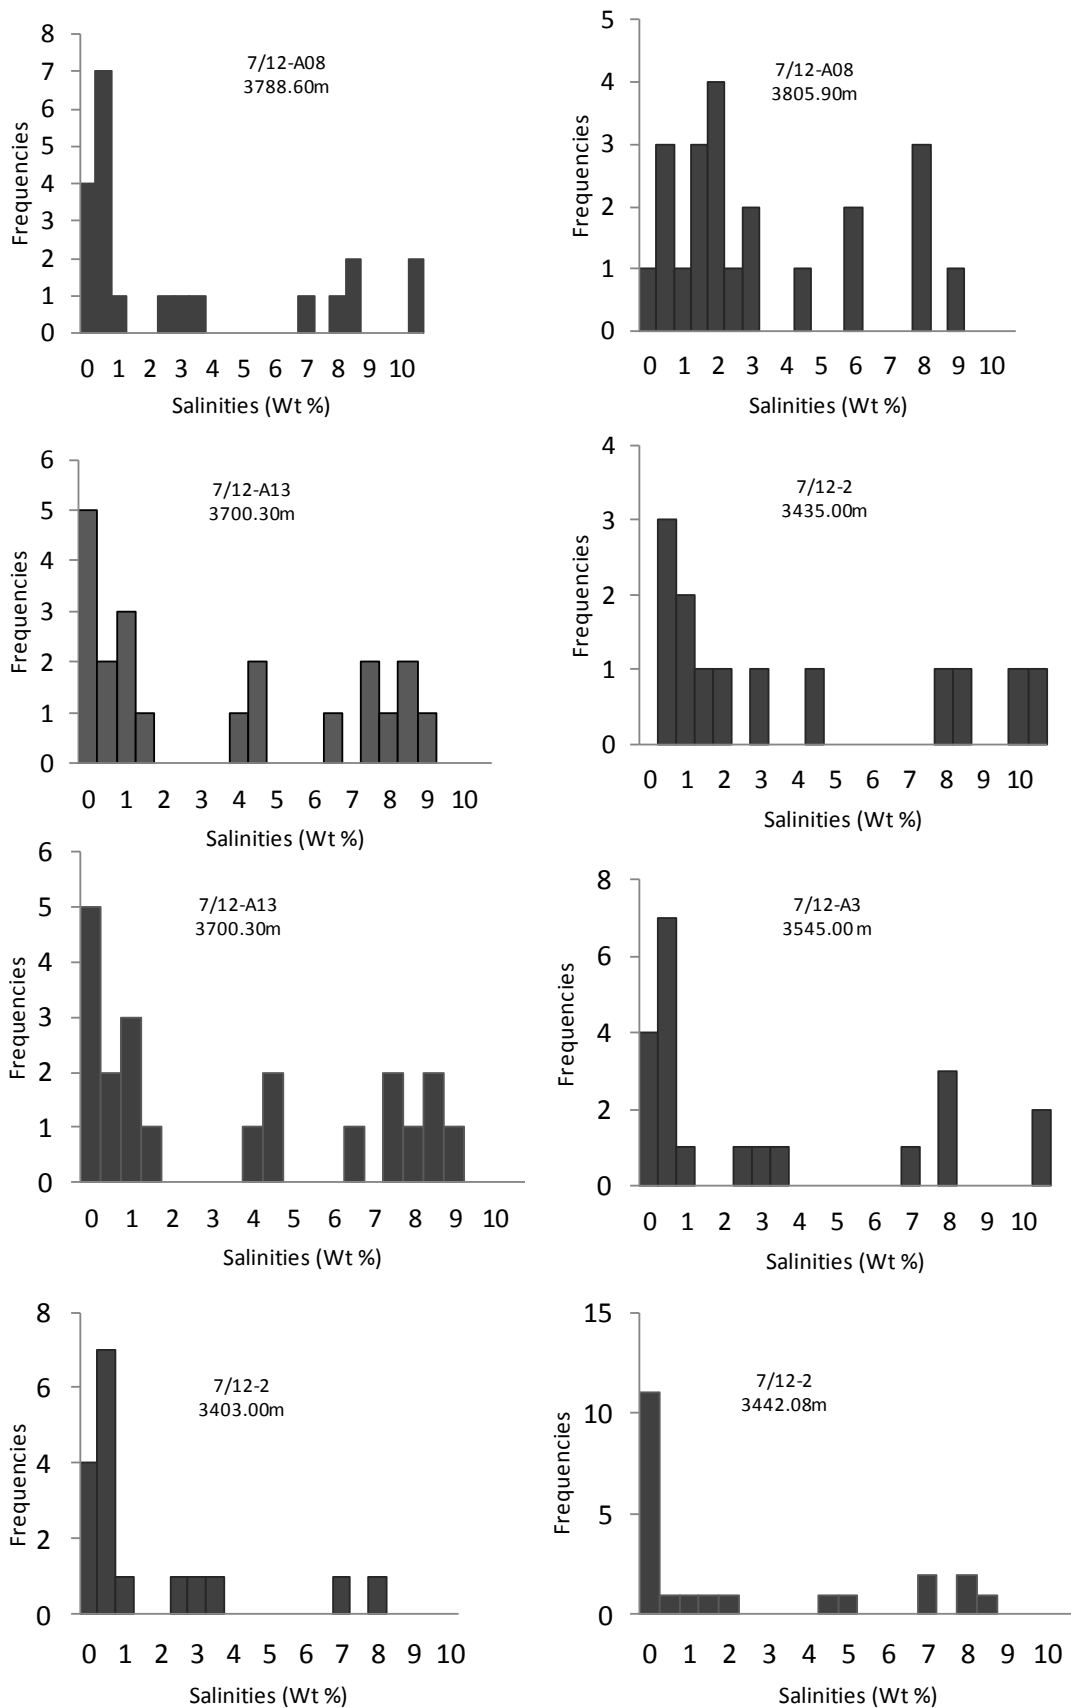 8
7
6
5
4
3
2
1
0
Frequencies
7/12-A08
3788.60m
0 1 2 3 4 5 6 7 8 9 10
Salinities (Wt %)
5
4
3
2
1
0
Frequencies
7/12-A08
3805.90m
0 1 2 3 4 5 6 7 8 9 10
Salinities (Wt %)
6
5
4
3
2
1
0
Frequencies
7/12-A13
3700.30m
0 1 2 3 4 5 6 7 8 9 10
Salinities (Wt %)
4
3
2
1
0
Frequencies
7/12-2
3435.00m
0 1 2 3 4 5 6 7 8 9 10
Salinities (Wt %)
6
5
4
3
2
1
0
Frequencies
7/12-A13
3700.30m
0 1 2 3 4 5 6 7 8 9 10
Salinities (Wt %)
8
6
4
2
0
Frequencies
7/12-A3
3545.00 m
0 1 2 3 4 5 6 7 8 9 10
Salinities (Wt %)
8
6
4
2
0
Frequencies
7/12-2
3403.00m
0 1 2 3 4 5 6 7 8 9 10
Salinities (Wt %)
15
10
5
0
Frequencies
7/12-2
3442.08m
0 1 2 3 4 5 6 7 8 9 10
Salinities (Wt %)